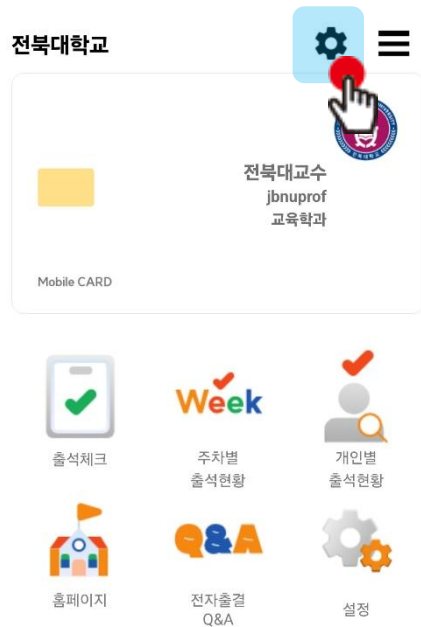 전북대학교
전북대교수
jbnuprof
교육학과
Mobile CARD
Week
출석체크
주차별
출석현황
개인별
출석현황
Q&A
홈페이지
전자출결
Q&A
설정